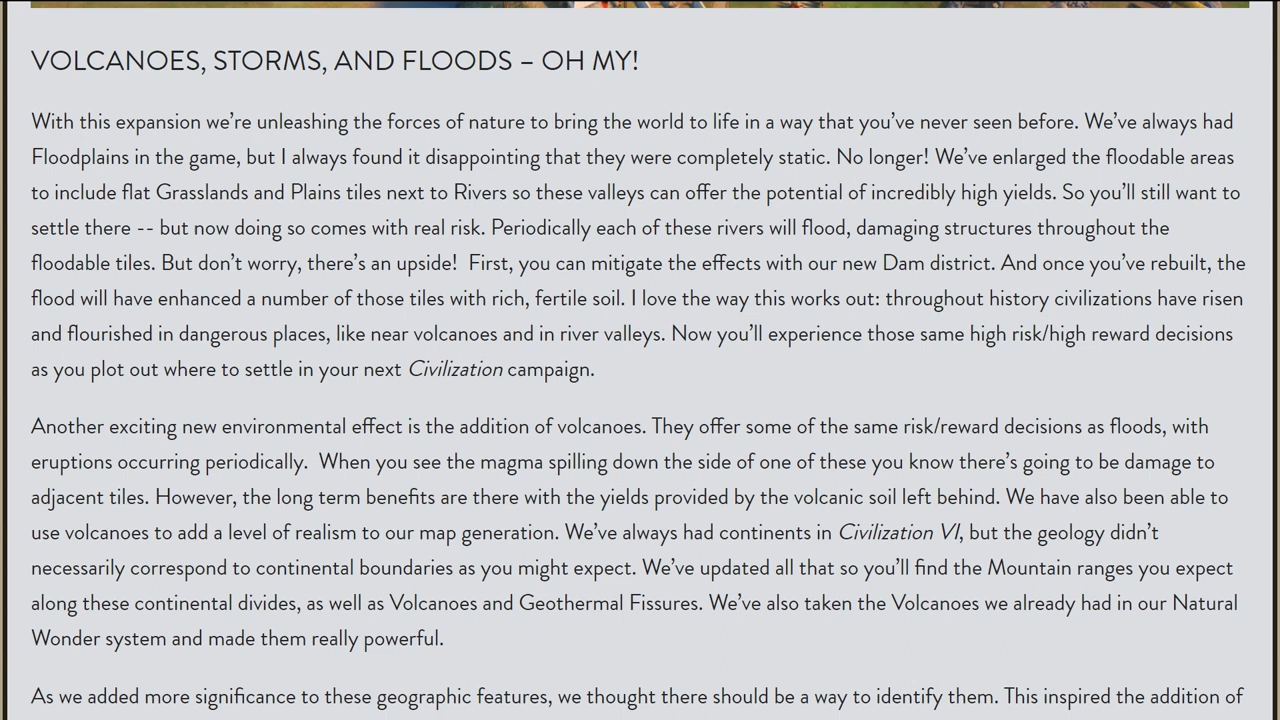 VOLCANOES, STORMS, AND FLOODS – OH MY!
With this expansion we’re unleashing the forces of nature to bring the world to life in a way that you’ve never seen before. We’ve always had
Floodplains in the game, but I always found it disappointing that they were completely static. No longer! We’ve enlarged the floodable areas
to include flat Grasslands and Plains tiles next to Rivers so these valleys can offer the potential of incredibly high yields. So you’ll still want to
settle there -- but now doing so comes with real risk. Periodically each of these rivers will flood, damaging structures throughout the
floodable tiles. But don’t worry, there’s an upside!  First, you can mitigate the effects with our new Dam district. And once you’ve rebuilt, the
flood will have enhanced a number of those tiles with rich, fertile soil. I love the way this works out: throughout history civilizations have risen
and flourished in dangerous places, like near volcanoes and in river valleys. Now you’ll experience those same high risk/high reward decisions
as you plot out where to settle in your next Civilization campaign.
Another exciting new environmental effect is the addition of volcanoes. They offer some of the same risk/reward decisions as floods, with
eruptions occurring periodically.  When you see the magma spilling down the side of one of these you know there’s going to be damage to
adjacent tiles. However, the long term benefits are there with the yields provided by the volcanic soil left behind. We have also been able to
use volcanoes to add a level of realism to our map generation. We’ve always had continents in Civilization VI, but the geology didn’t
necessarily correspond to continental boundaries as you might expect. We’ve updated all that so you’ll find the Mountain ranges you expect
along these continental divides, as well as Volcanoes and Geothermal Fissures. We’ve also taken the Volcanoes we already had in our Natural
Wonder system and made them really powerful.
As we added more significance to these geographic features, we thought there should be a way to identify them. This inspired the addition of